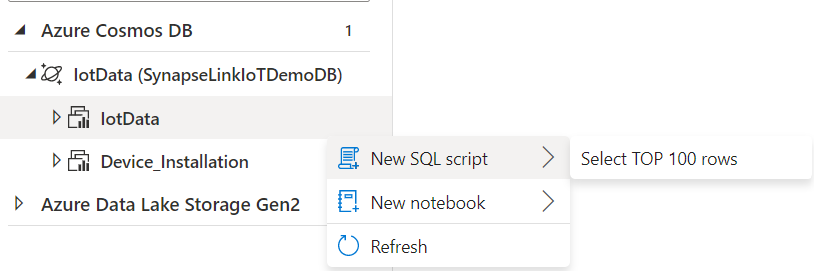 Azure Cosmos DB 1
IotData (SynapseLinkIoTDemoDB)
IotData
Device_Installation
Azure Data Lake Storage Gen2
New SQL script
Select TOP 100 rows
New notebook
Refresh